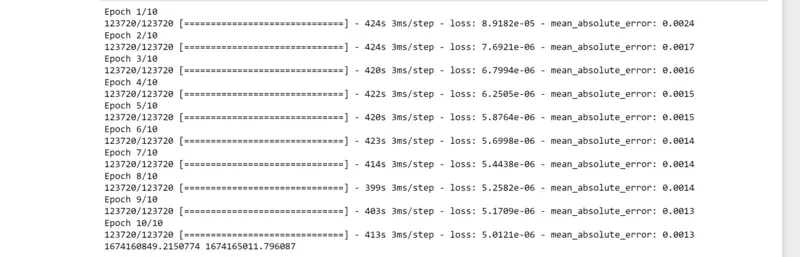 Epoch 1/10
123720/123720 [==============================] - 424s 3ms/step - loss: 8.9182e-05 - mean_absolute_error: 0.0024
Epoch 2/10
123720/123720 [==============================] - 424s 3ms/step - loss: 7.6921e-06 - mean_absolute_error: 0.0017
Epoch 3/10
123720/123720 [==============================] - 420s 3ms/step - loss: 6.7994e-06 - mean_absolute_error: 0.0016
Epoch 4/10
123720/123720 [==============================] - 422s 3ms/step - loss: 6.2505e-06 - mean_absolute_error: 0.0015
Epoch 5/10
123720/123720 [==============================] - 420s 3ms/step - loss: 5.8764e-06 - mean_absolute_error: 0.0015
Epoch 6/10
123720/123720 [==============================] - 423s 3ms/step - loss: 5.6998e-06 - mean_absolute_error: 0.0014
Epoch 7/10
123720/123720 [==============================] - 414s 3ms/step - loss: 5.4438e-06 - mean_absolute_error: 0.0014
Epoch 8/10
123720/123720 [==============================] - 399s 3ms/step - loss: 5.2582e-06 - mean_absolute_error: 0.0014
Epoch 9/10
123720/123720 [==============================] - 403s 3ms/step - loss: 5.1709e-06 - mean_absolute_error: 0.0013
Epoch 10/10
123720/123720 [==============================] - 413s 3ms/step - loss: 5.0121e-06 - mean_absolute_error: 0.0013
1674160849.2150774 1674165011.796087